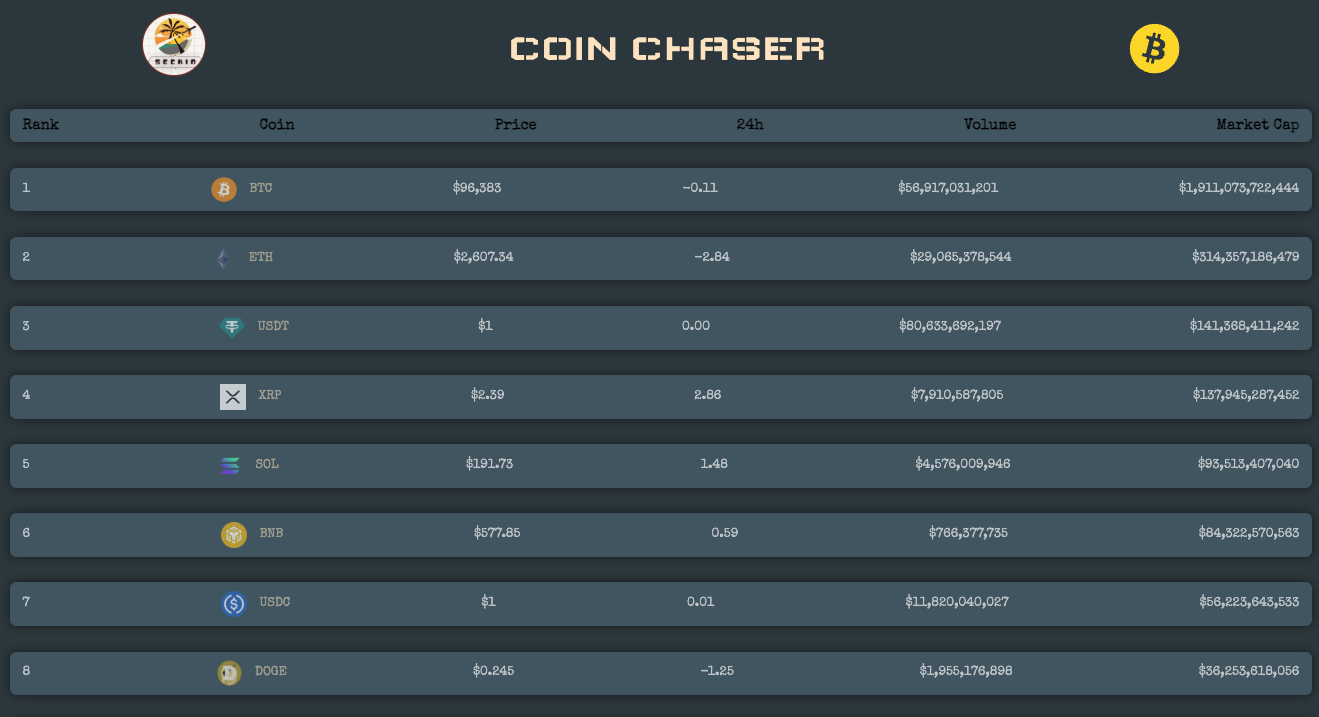 SEERIN
COIN CHASER
Rank Coin Price 24h Volume Market Cap
1 BTC $96,383 -0.11 $56,917,031,201 $1,911,073,722,444
2 ETH $2,607.34 -2.84 $29,065,378,544 $314,357,186,479
3 USDT $1 0.00 $80,633,692,197 $141,368,411,242
4 XRP $2.39 2.86 $7,910,587,805 $137,945,287,452
5 SOL $191.73 1.48 $4,576,009,946 $93,513,407,040
6 BNB $577.85 0.59 $766,377,735 $84,322,570,563
7 USDC $1 0.01 $11,820,040,027 $56,223,643,533
8 DOGE $0.245 -1.25 $1,955,176,898 $36,253,618,056